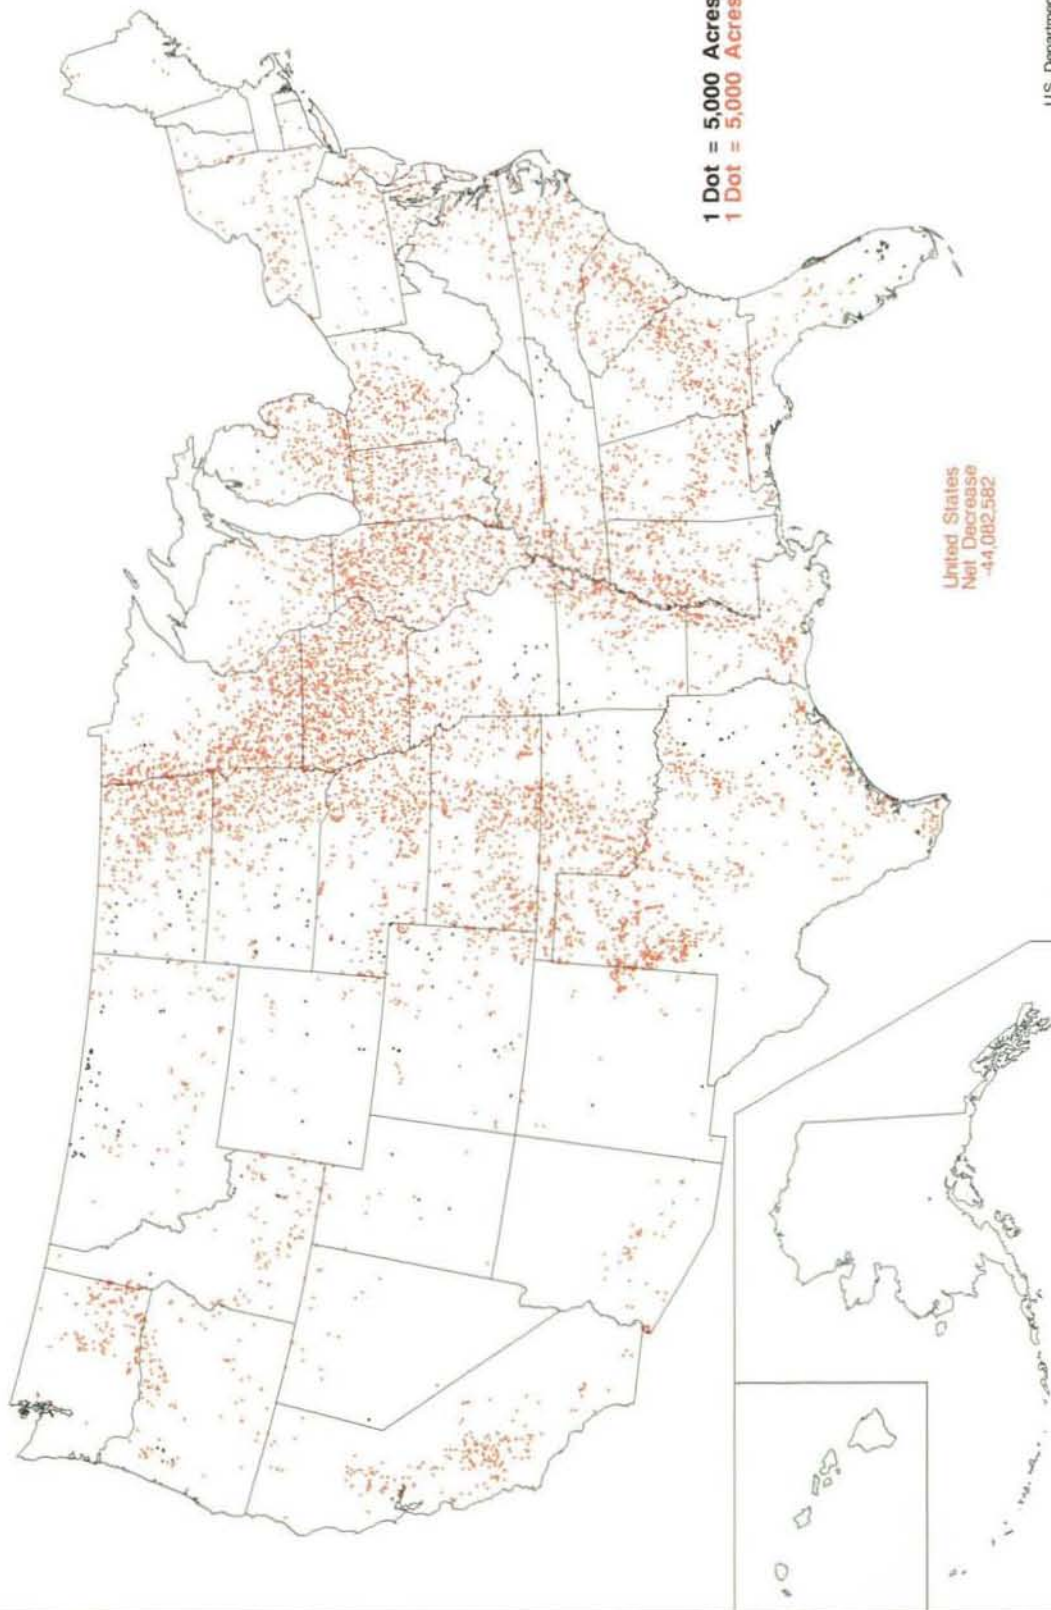 1 Dot = 5,000 Acres
1 Dot = 5,000 Acres
United States
Net Decrease
-44,082,582